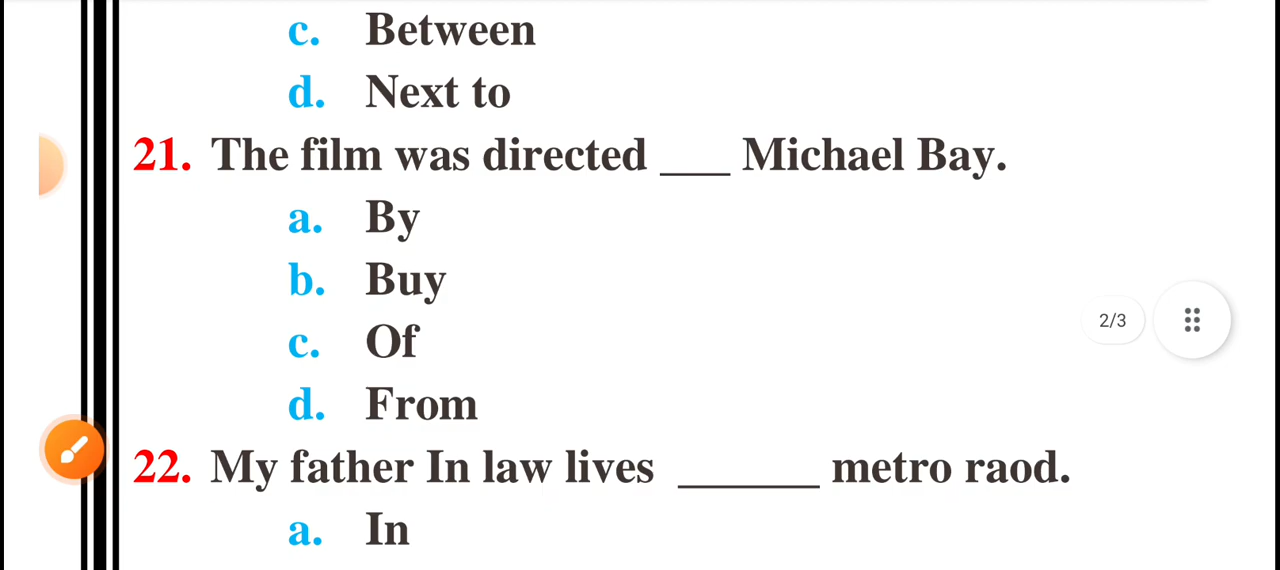 c. Between
d. Next to
21. The film was directed ___ Michael Bay.
a. By
b. Buy
c. Of
d. From
2/3
22. My father In law lives ______ metro raod.
a. In